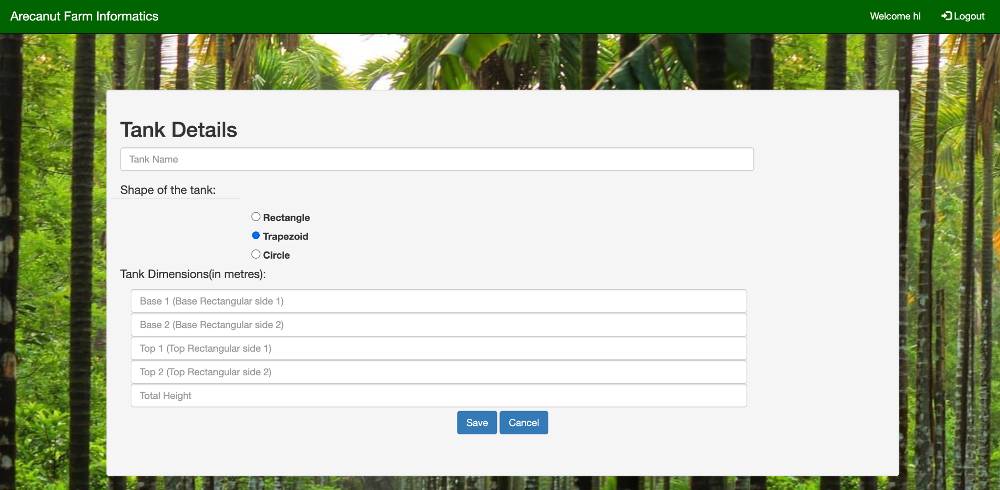 Arecanut Farm Informatics
Welcome hi
Logout
Tank Details
Tank Name
Shape of the tank:
Rectangle
Trapezoid
Circle
Tank Dimensions(in metres):
Base 1 (Base Rectangular side 1)
Base 2 (Base Rectangular side 2)
Top 1 (Top Rectangular side 1)
Top 2 (Top Rectangular side 2)
Total Height
Save
Cancel